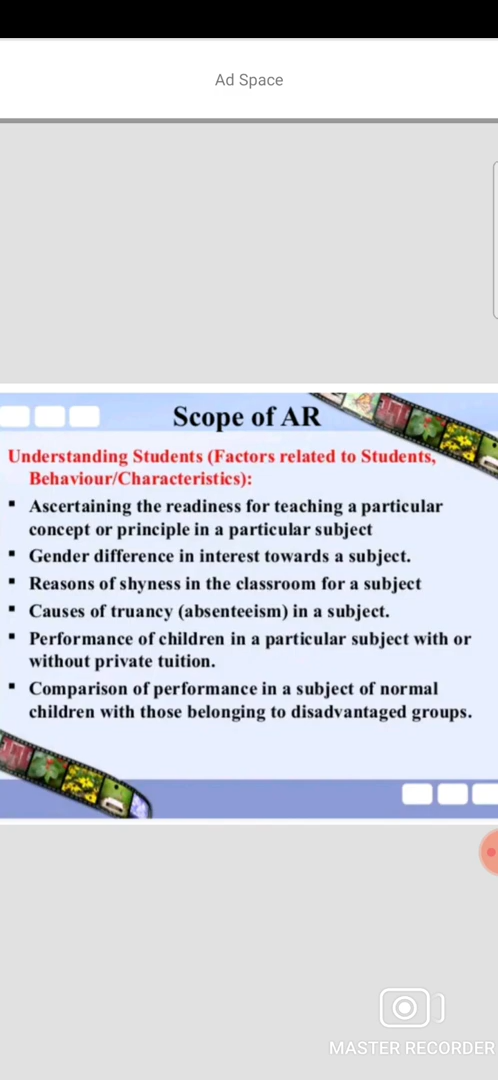 Ad Space
Scope of AR
Understanding Students (Factors related to Students,
Behaviour/Characteristics):
▪ Ascertaining the readiness for teaching a particular
concept or principle in a particular subject
▪ Gender difference in interest towards a subject.
▪ Reasons of shyness in the classroom for a subject
▪ Causes of truancy (absenteeism) in a subject.
▪ Performance of children in a particular subject with or
without private tuition.
▪ Comparison of performance in a subject of normal
children with those belonging to disadvantaged groups.
MASTER RECORDER